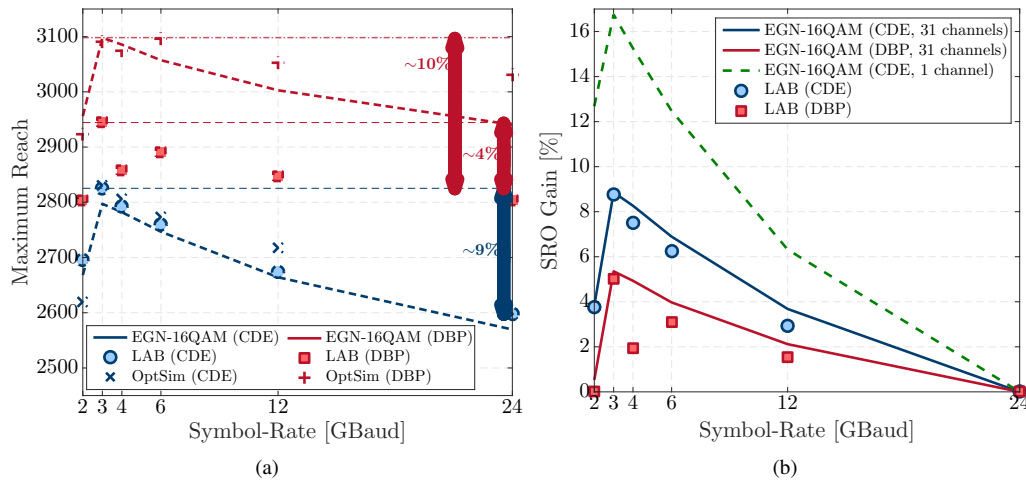 3100
3000
2900
2800
2700
2600
2500
Maximum Reach
~10%
~4%
~9%
EGN-16QAM (CDE)
LAB (CDE)
OptSim (CDE)
EGN-16QAM (DBP)
LAB (DBP)
OptSim (DBP)
2 3 4 6 12 24
Symbol-Rate [GBaud]
(a)
16
14
12
10
8
6
4
2
0
SRO Gain [%]
EGN-16QAM (CDE, 31 channels)
EGN-16QAM (DBP, 31 channels)
EGN-16QAM (CDE, 1 channel)
LAB (CDE)
LAB (DBP)
2 3 4 6 12 24
Symbol-Rate [GBaud]
(b)